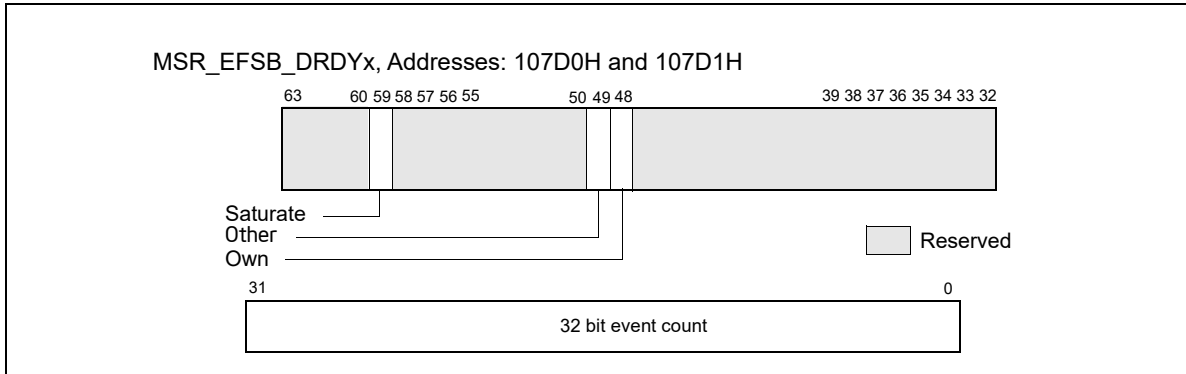 MSR_EFSB_DRDYx, Addresses: 107D0H and 107D1H
63 60 59 58 57 56 55 50 49 48 39 38 37 36 35 34 33 32
Saturate
Other
Own
Reserved
31 0
32 bit event count